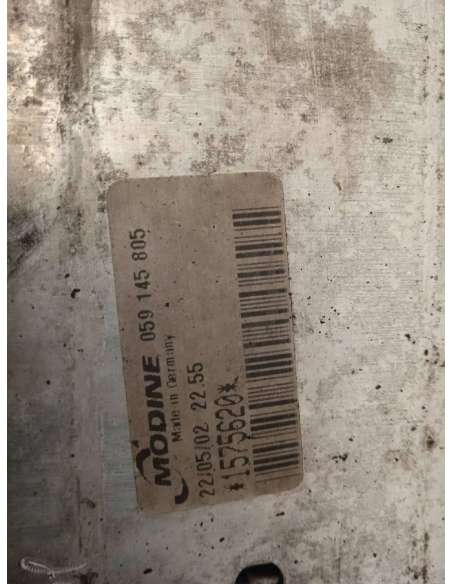 MODINE 059 145 805
Made in Germany
22/05/02 22 55
*1575620*